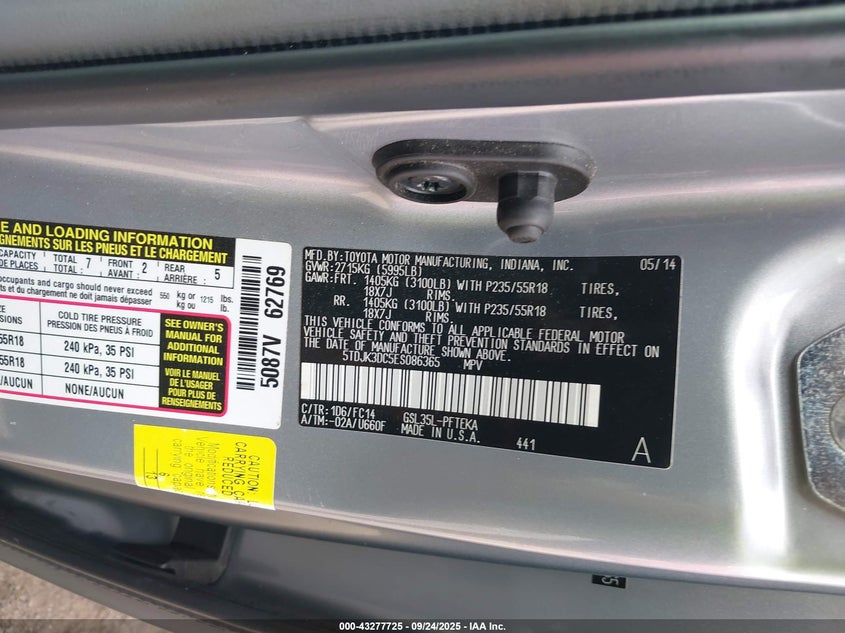 E AND LOADING INFORMATION
GNEMENTS SUR LES PNEUS ET LE CHARGEMENT
CAPACITY TOTAL 7 FRONT 2 REAR 5
DE PLACES AVANT : ARRIÈRE :
occupants and cargo should never exceed 550 kg or 1215 lbs.
et du chargement ne doit jamais dépasser kg ou lb.
COLD TIRE PRESSURE
PRESSION DES PNEUS À FROID
55R18 240 kPa, 35 PSI
55R18 240 kPa, 35 PSI
/AUCUN NONE/AUCUN
SEE OWNER'S
MANUAL FOR
ADDITIONAL
INFORMATION
VOIR LE MANUEL
DE L'USAGER
POUR PLUS DE
RENSEIGNEMENTS
5087V 62769
MFD.BY:TOYOTA MOTOR MANUFACTURING, INDIANA, INC. 05/14
GVWR:2715KG (5995LB)
GAWR:FRT. 1405KG (3100LB) WITH P235/55R18 TIRES,
18X7J RIMS.
RR. 1405KG (3100LB) WITH P235/55R18 TIRES,
18X7J RIMS.
THIS VEHICLE CONFORMS TO ALL APPLICABLE FEDERAL MOTOR
VEHICLE SAFETY AND THEFT PREVENTION STANDARDS IN EFFECT ON
THE DATE OF MANUFACTURE SHOWN ABOVE.
5TDJK3DC5ES086365 MPV
C/TR:1D6/FC14 GSL35L-PFTEKA
A/TM:-02A/U660F MADE IN U.S.A.
441 A
CAUTION
CARRYING CA
REDUCED
Modifications
000-43277725 - 09/24/2025 - IAA Inc.